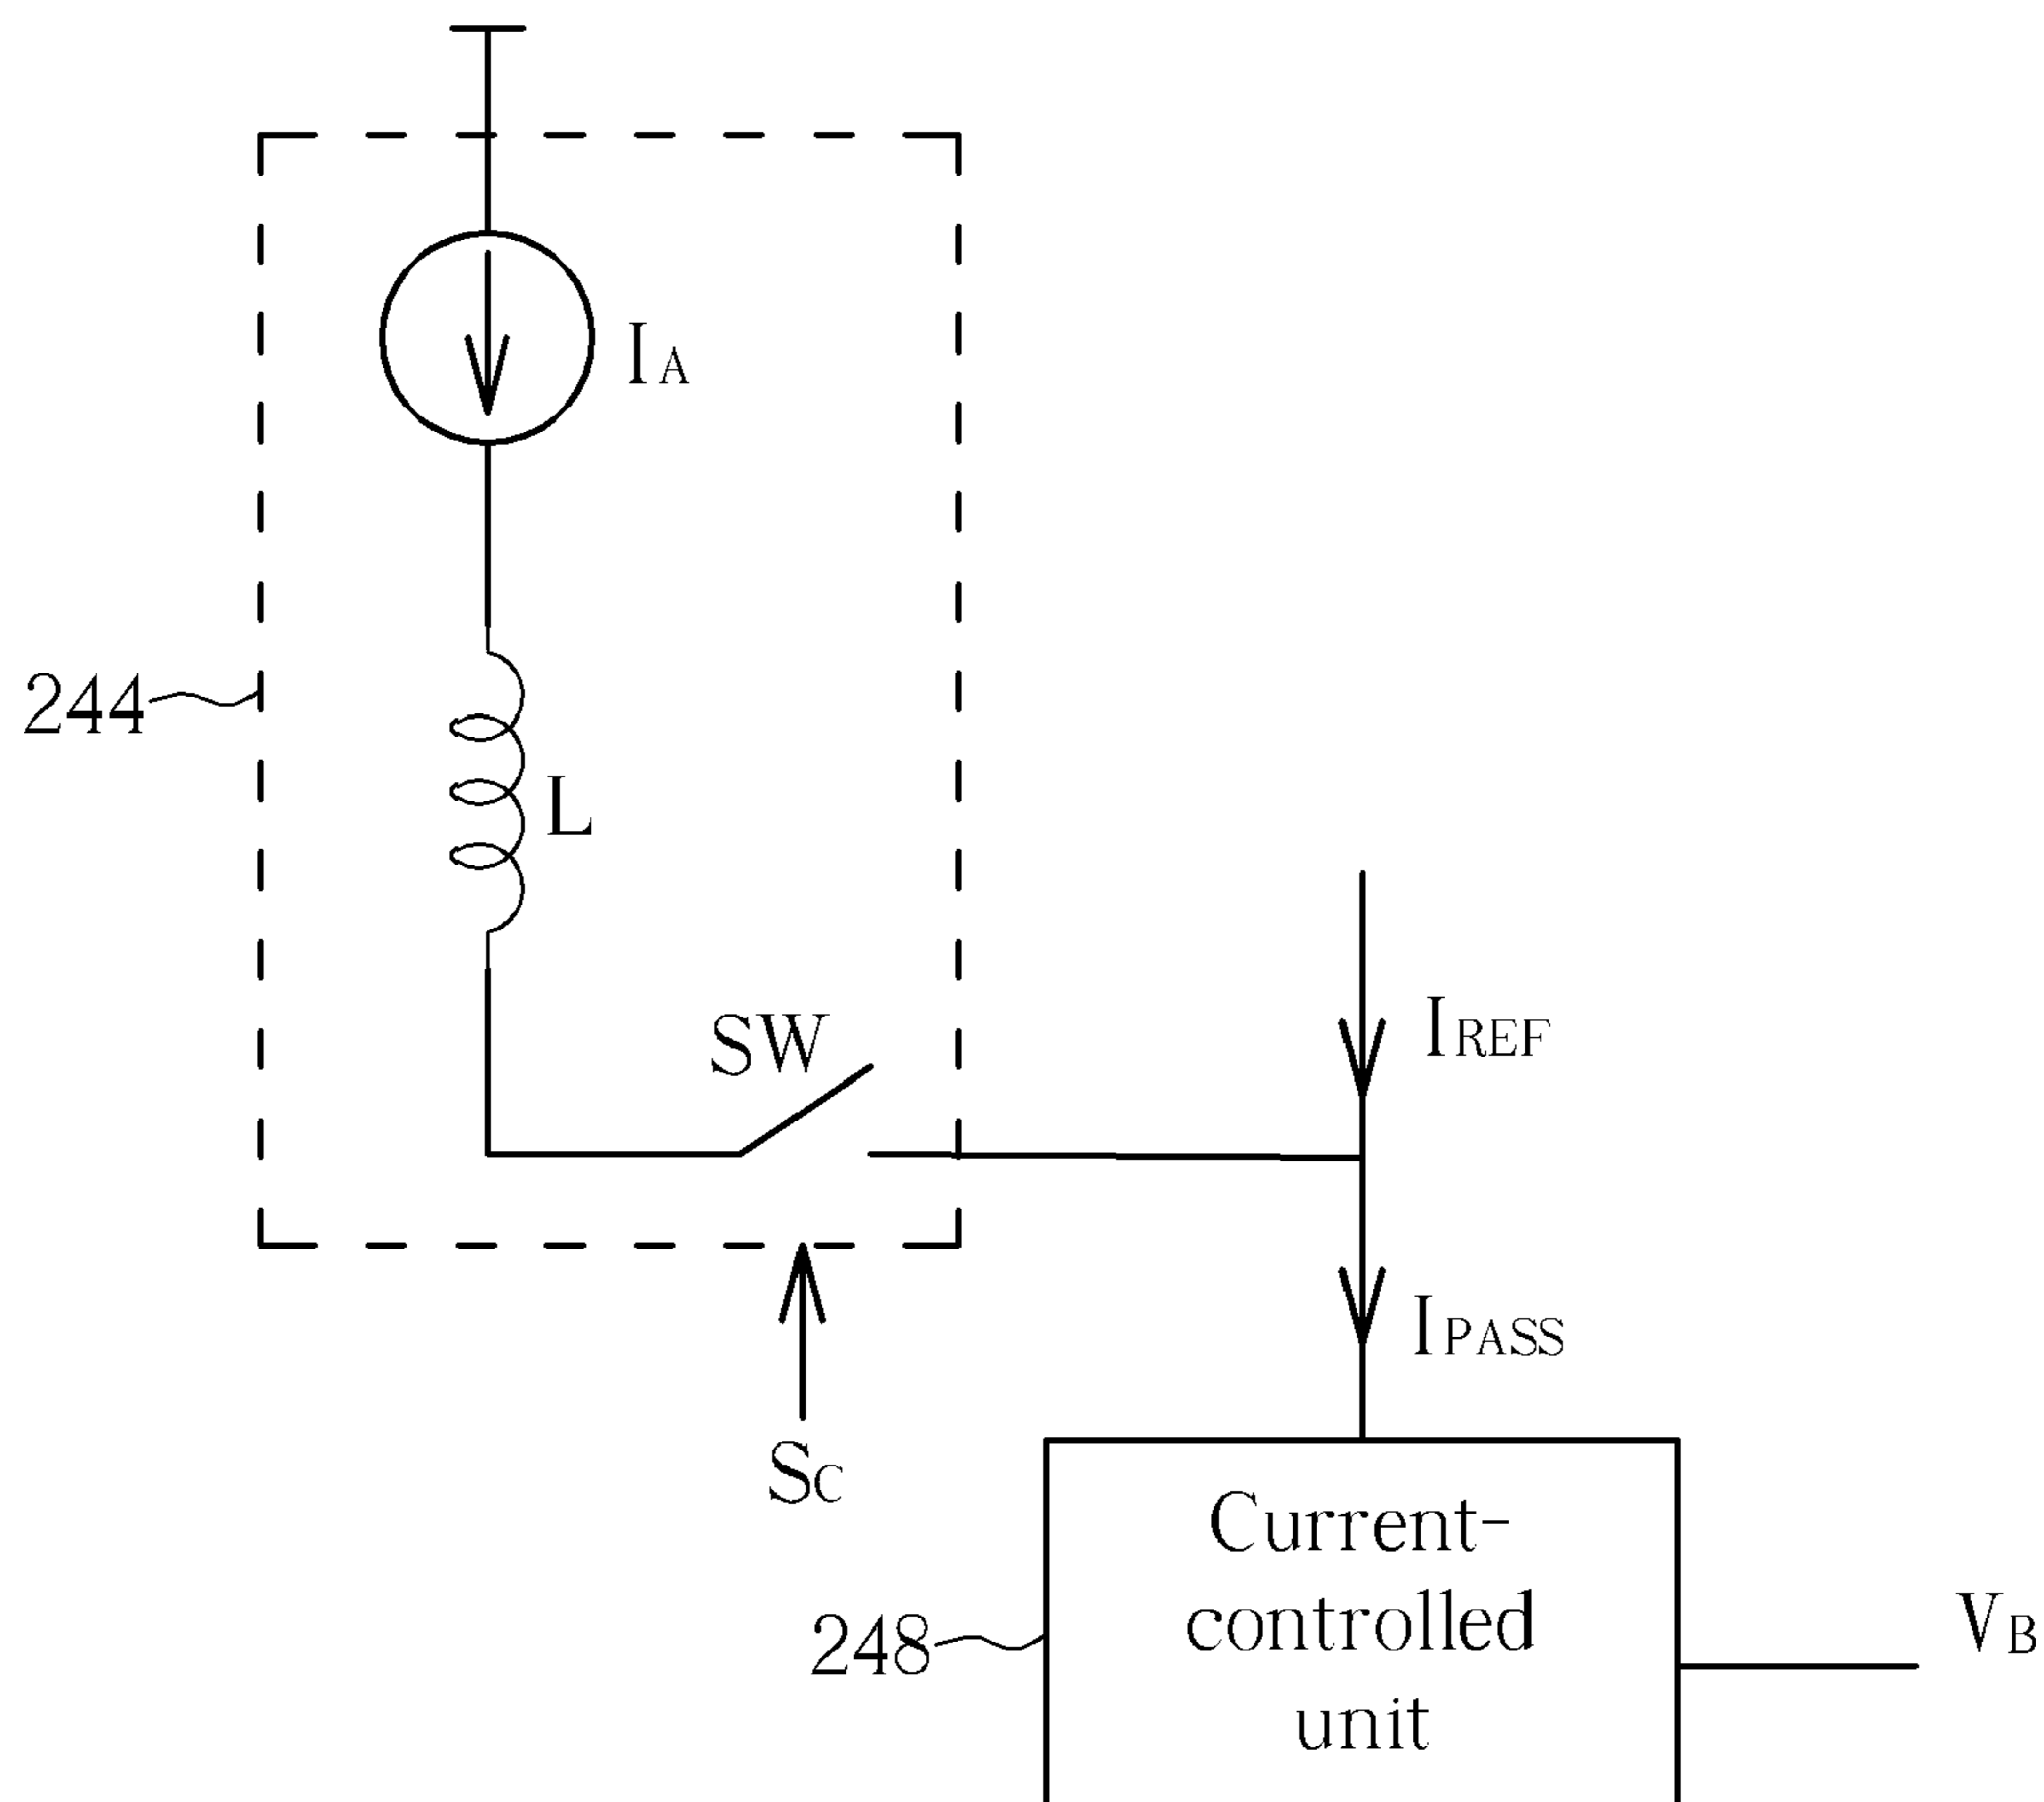 IA
244
L
SW
IREF
IPASS
SC
Current-
controlled
unit
248
VB